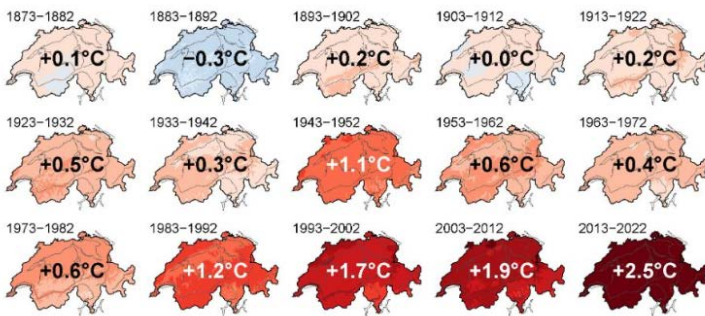 1873−1882
+0.1°C
1883−1892
−0.3°C
1893−1902
+0.2°C
1903−1912
+0.0°C
1913−1922
+0.2°C
1923−1932
+0.5°C
1933−1942
+0.3°C
1943−1952
+1.1°C
1953−1962
+0.6°C
1963−1972
+0.4°C
1973−1982
+0.6°C
1983−1992
+1.2°C
1993−2002
+1.7°C
2003−2012
+1.9°C
2013−2022
+2.5°C